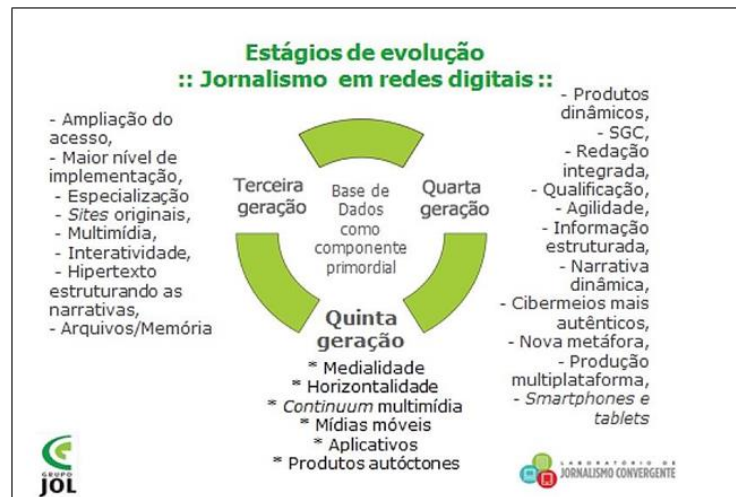 Estágios de evolução
:: Jornalismo em redes digitais ::
- Ampliação do
acesso,
- Maior nível de
implementação,
- Especialização
- Sites originais,
- Multimídia,
- Interatividade,
- Hipertexto
estruturando as
narrativas,
- Arquivos/Memória
Terceira
geração
Base de
Dados
como
componente
primordial
Quarta
geração
- Produtos
dinâmicos,
- SGC,
- Redação
integrada,
- Qualificação,
- Agilidade,
- Informação
estruturada,
- Narrativa
dinâmica,
- Cibermeios mais
autênticos,
- Nova metáfora,
- Produção
multiplataforma,
- Smartphones e
tablets
Quinta
geração
* Medialidade
* Horizontalidade
* Continuum multimídia
* Mídias móveis
* Aplicativos
* Produtos autóctones
GRUPO
JOL
LABORATÓRIO DE
JORNALISMO CONVERGENTE